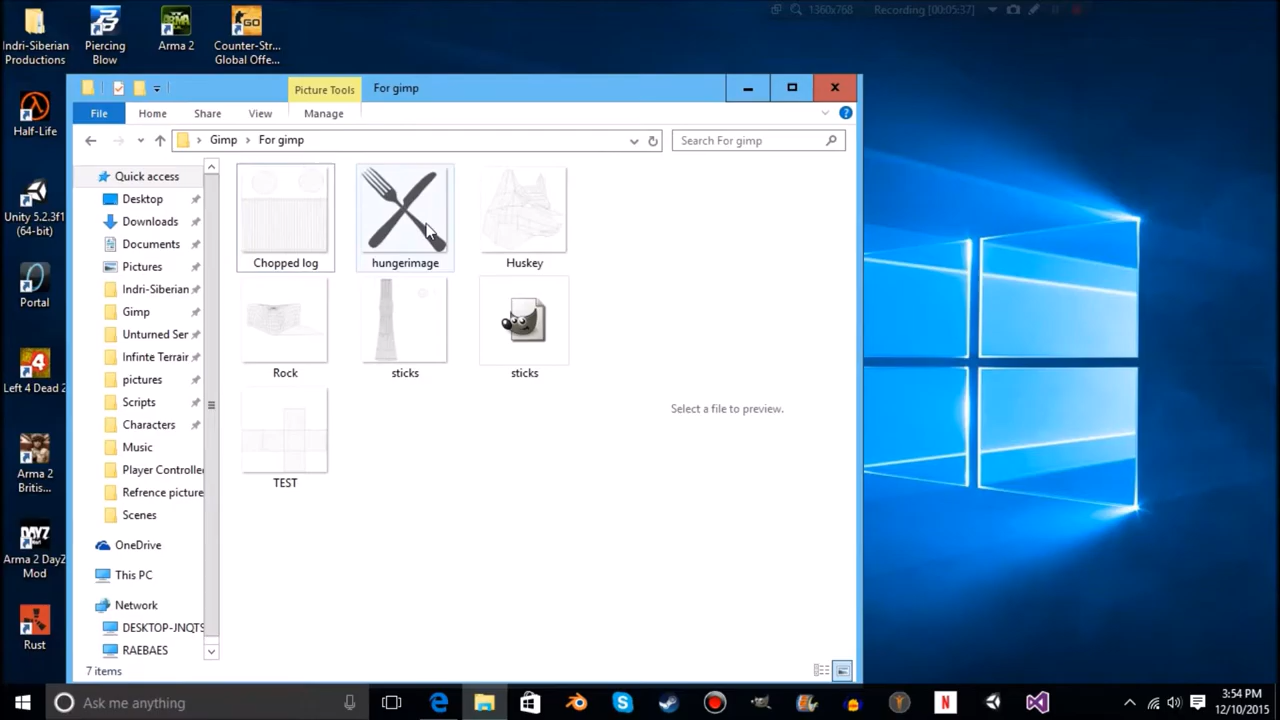 1360x768 Recording [00:05:37]
Indri-Siberian
Productions
Piercing
Blow
Arma 2
Counter-Str...
Global Offe...
Half-Life
Unity 5.2.3f1
(64-bit)
Portal
Left 4 Dead 2
Arma 2
Britis...
Arma 2 DayZ
Mod
Rust
Picture Tools For gimp
File Home Share View Manage
Gimp For gimp Search For gimp
Quick access
Desktop
Downloads
Documents
Pictures
Indri-Siberian
Gimp
Unturned Ser
Infinte Terrair
pictures
Scripts
Characters
Music
Player Controlle
Refrence picture
Scenes
OneDrive
This PC
Network
DESKTOP-JNQTS
RAEBAES
Chopped log hungerimage Huskey
Rock sticks sticks
TEST
Select a file to preview.
7 items
Ask me anything
3:54 PM
12/10/2015